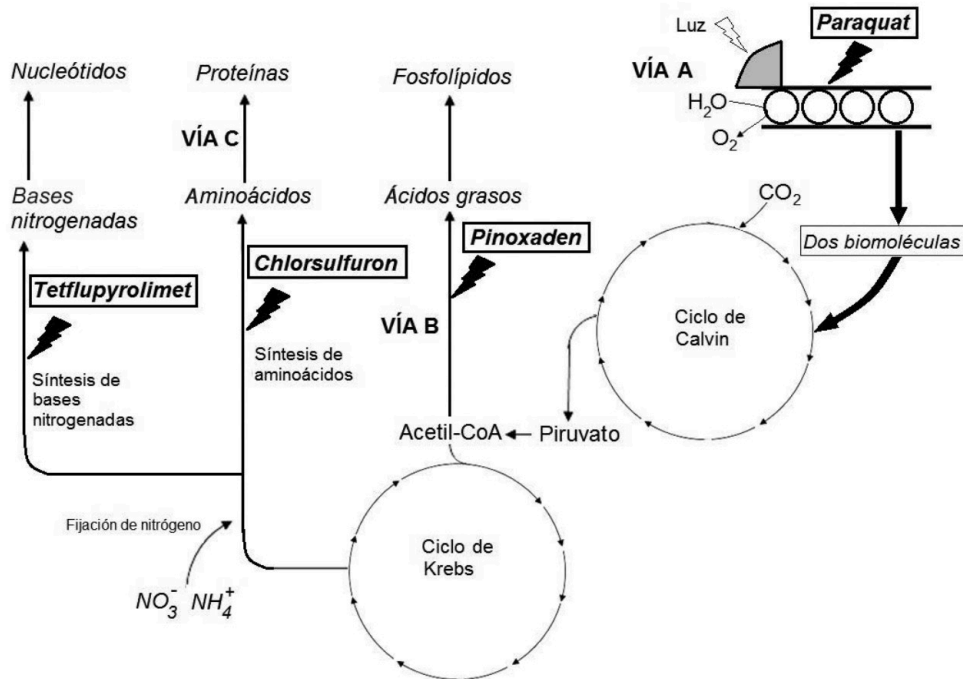 Luz
Paraquat
Nucleótidos
Proteínas
Fosfolípidos
VÍA A
H₂O
O₂
VÍA C
Bases
nitrogenadas
Aminoácidos
Ácidos grasos
CO₂
Dos biomoléculas
Chlorsulfuron
Pinoxaden
Tetflupyrolimet
VÍA B
Ciclo de
Calvin
Síntesis de
aminoácidos
Síntesis de
bases
nitrogenadas
Acetil-CoA
Piruvato
Fijación de nitrógeno
Ciclo de
Krebs
NO₃⁻ NH₄⁺